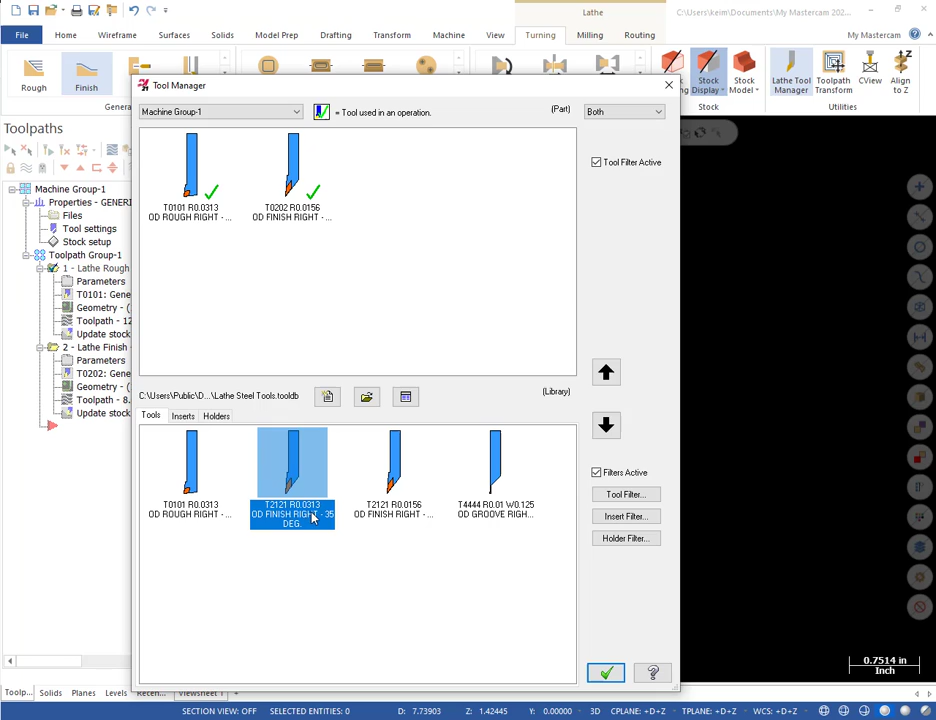 Lathe
C:\Users\keim\Documents\My Mastercam 202...
File
Home
Wireframe
Surfaces
Solids
Model Prep
Drafting
Transform
Machine
View
Turning
Milling
Routing
My Mastercam
Rough
Finish
Stock Display
Stock Model
Lathe Tool Manager
Toolpath Transform
CView
Align to Z
Genera
Stock
Utilities
Toolpaths
Tool Manager
Machine Group-1
= Tool used in an operation.
(Part)
Both
Tool Filter Active
T0101 R0.0313
OD ROUGH RIGHT - ...
T0202 R0.0156
OD FINISH RIGHT - ...
Machine Group-1
Properties - GENERI
Files
Tool settings
Stock setup
Toolpath Group-1
1 - Lathe Rough
Parameters
T0101: Gene
Geometry - (
Toolpath - 12
Update stock
2 - Lathe Finish
Parameters
T0202: Gene
Geometry - (
Toolpath - 8.
Update stock
C:\Users\Public\D...\Lathe Steel Tools.tooldb
(Library)
Tools
Inserts
Holders
T0101 R0.0313
OD ROUGH RIGHT - ...
T2121 R0.0313
OD FINISH RIGHT - 35
DEG.
T2121 R0.0156
OD FINISH RIGHT - ...
T4444 R0.01 W0.125
OD GROOVE RIGH...
Filters Active
Tool Filter...
Insert Filter...
Holder Filter...
0.7514 in
Inch
Toolp...
Solids
Planes
Levels
Recen...
Viewsheet 1
SECTION VIEW: OFF
SELECTED ENTITIES: 0
D: 7.73903
Z: 1.42445
Y: 0.00000
3D
CPLANE: +D+Z
TPLANE: +D+Z
WCS: +D+Z